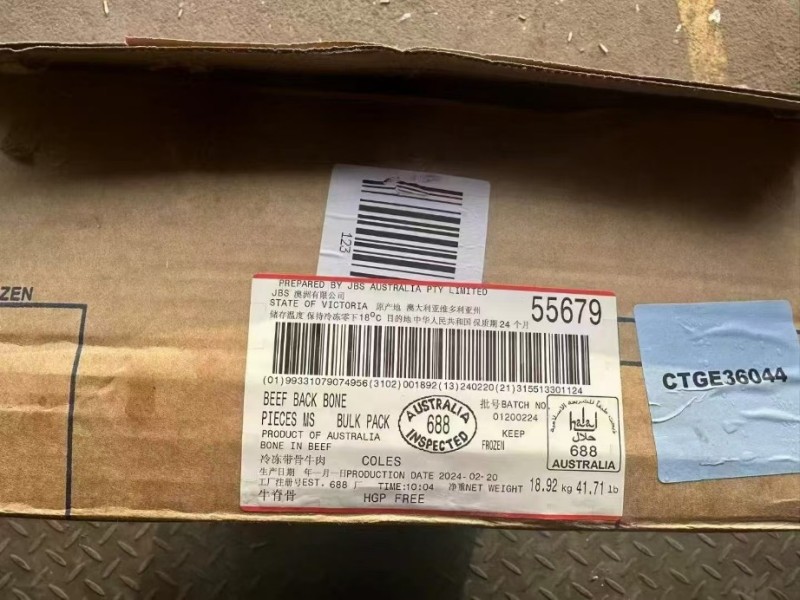 123
ZEN
PREPARED BY JBS AUSTRALIA PTY LIMITED
JBS 澳洲有限公司
STATE OF VICTORIA 原产地 澳大利亚维多利亚州
55679
储存温度 保持冷冻零下18°C 目的地 中华人民共和国 保质期 24 个月
(01)99331079074956(3102)001892(13)240220(21)315513301124
CTGE36044
BEEF BACK BONE
PIECES MS BULK PACK
PRODUCT OF AUSTRALIA
BONE IN BEEF
AUSTRALIA
688
INSPECTED
批号BATCH NO.
01200224
KEEP
FROZEN
halal
حلال
688
AUSTRALIA
冷冻带骨牛肉 COLES
生产日期 年—月—日PRODUCTION DATE 2024-02-20
工厂注册号EST. 688 厂 TIME:10:04 净重NET WEIGHT 18.92 kg 41.71 lb
牛脊骨 HGP FREE